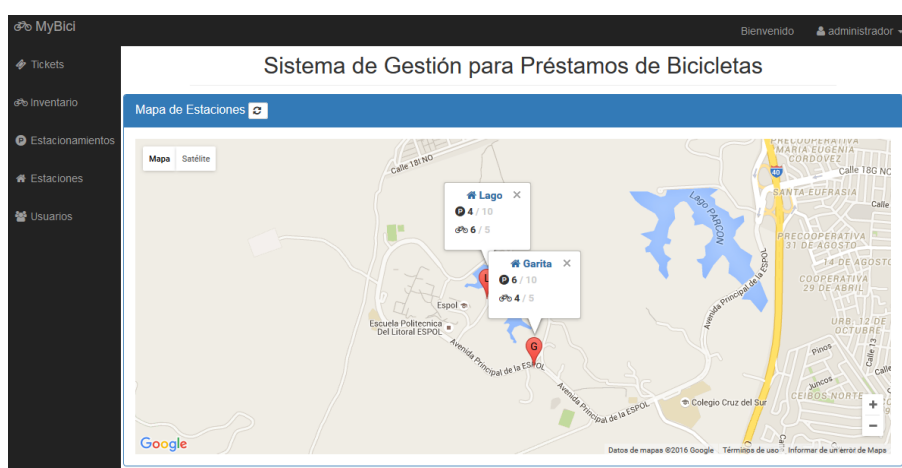 MyBici
Bienvenido
administrador
Tickets
Inventario
Estacionamientos
Estaciones
Usuarios
Sistema de Gestión para Préstamos de Bicicletas
Mapa de Estaciones
Mapa
Satélite
Calle 18I NO
PRECOOPERATIVA
MARIA EUGENIA
CORDOVEZ
40
Calle 18G NO
SANTA EUFRASIA
Calle
Lago PARCON
PRECOOPERATIVA
31 DE AGOSTO
14 DE AGOSTO
COOPERATIVA
29 DE ABRIL
URB. 12 DE
OCTUBRE
Lago ×
P 4 / 10
6 / 5
Garita ×
P 6 / 10
4 / 5
L
G
Espol
Escuela Politecnica
Del Litoral ESPOL
Avenida Principal de la ESPOL
Avenida Principal de la ESPOL
Avenida Principal de la ESPOL
Colegio Cruz del Sur
Pinos
Juncos
Calle 13
Calle
CEIBOS NORTE
+
−
Google
Datos de mapas ©2016 Google
Términos de uso
Informar de un error de Maps